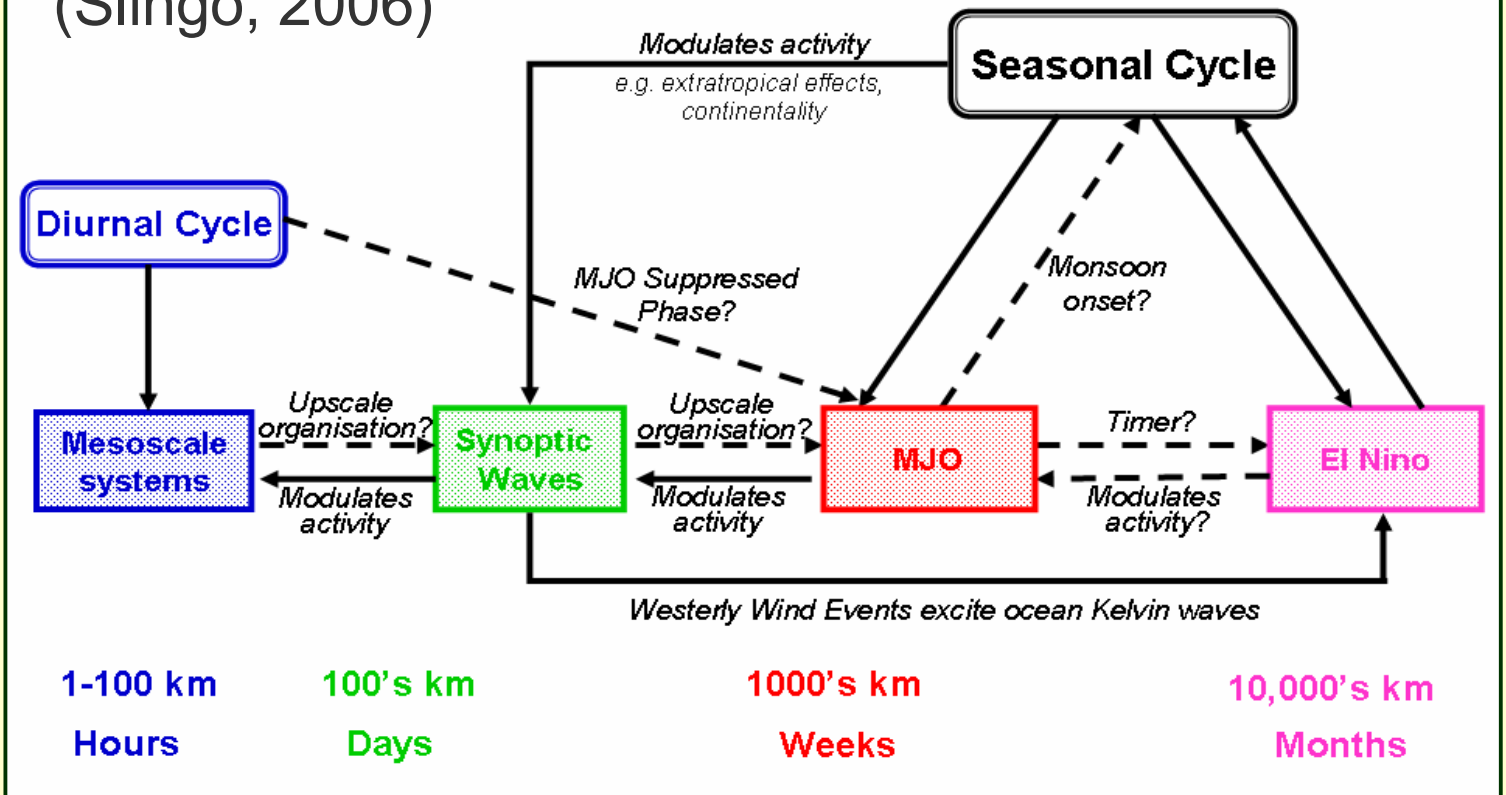 (Slingo, 2006)
Modulates activity
e.g. extratropical effects,
continentality
Seasonal Cycle
Diurnal Cycle
MJO Suppressed
Phase?
Monsoon
onset?
Mesoscale
systems
Upscale
organisation?
Modulates
activity
Synoptic
Waves
Upscale
organisation?
Modulates
activity
MJO
Timer?
Modulates
activity?
El Nino
Westerly Wind Events excite ocean Kelvin waves
1-100 km
100's km
1000's km
10,000's km
Hours
Days
Weeks
Months